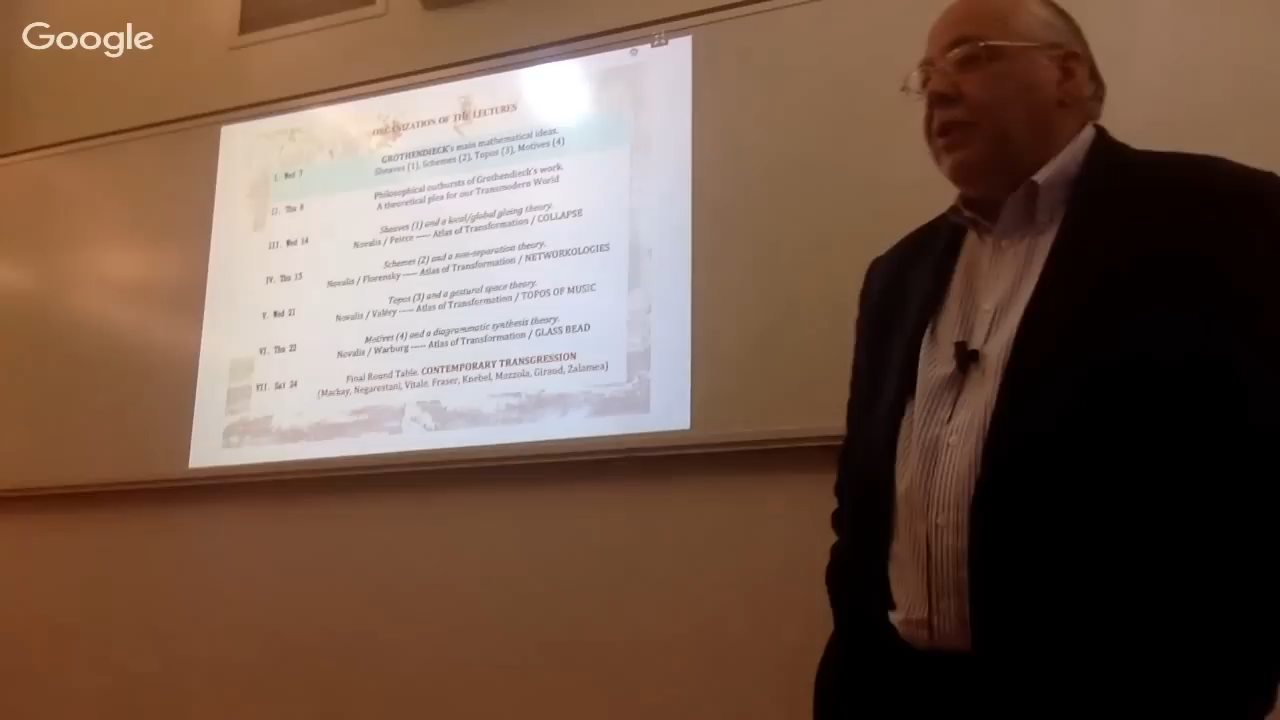 Google
ORGANIZATION OF THE LECTURES
I. Wed 7
GROTHENDIECK's main mathematical ideas.
Sheaves (1), Schemes (2), Topos (3), Motives (4)
II. Thu 8
Philosophical outbursts of Grothendieck's work.
A theoretical plea for our Transmodern World
III. Wed 14
Sheaves (1) and a local/global gluing theory.
Novalis / Peirce ---- Atlas of Transformation / COLLAPSE
IV. Thu 15
Schemes (2) and a non-separation theory.
Novalis / Florensky ---- Atlas of Transformation / NETWORKOLOGIES
V. Wed 21
Topos (3) and a gestural space theory.
Novalis / Valéry ---- Atlas of Transformation / TOPOS OF MUSIC
VI. Thu 22
Motives (4) and a diagrammatic synthesis theory.
Novalis / Warburg ---- Atlas of Transformation / GLASS BEAD
VII. Sat 24
Final Round Table. CONTEMPORARY TRANSGRESSION
(Mackay, Negarestani, Vitale, Fraser, Knebel, Mazzola, Giraud, Zalamea)